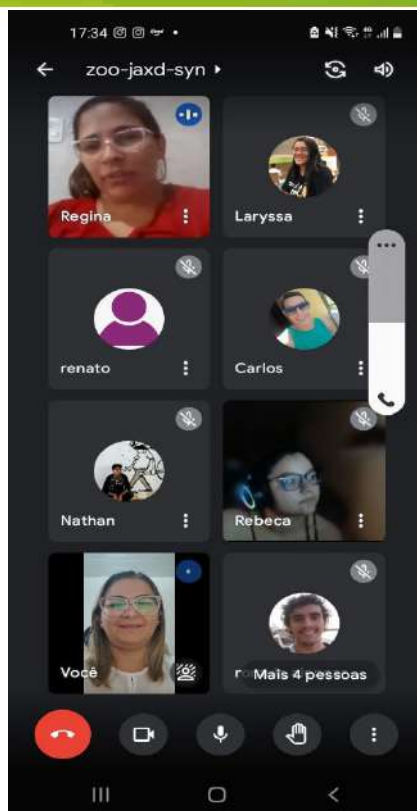 17:34
zoo-jaxd-syn
Regina
Laryssa
renato
Carlos
Nathan
Rebeca
Você
Mais 4 pessoas